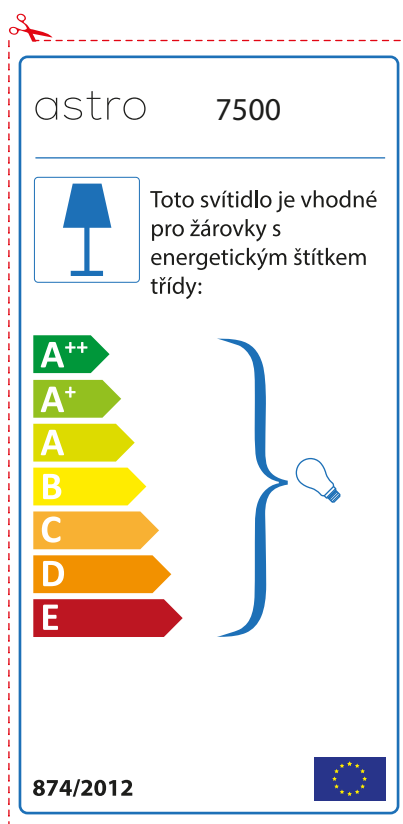 astro 7500
Toto svítidlo je vhodné
pro žárovky s
energetickým štítkem
třídy:
A++
A+
A
B
C
D
E
874/2012